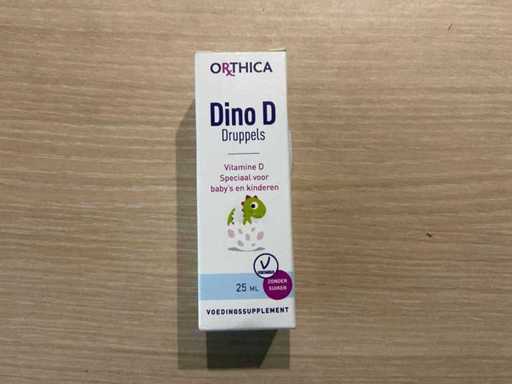 ORTHICA
Dino D
Druppels
Vitamine D
Speciaal voor
baby's en kinderen
ZONDER
SUIKER
25 ML
VOEDINGSSUPPLEMENT